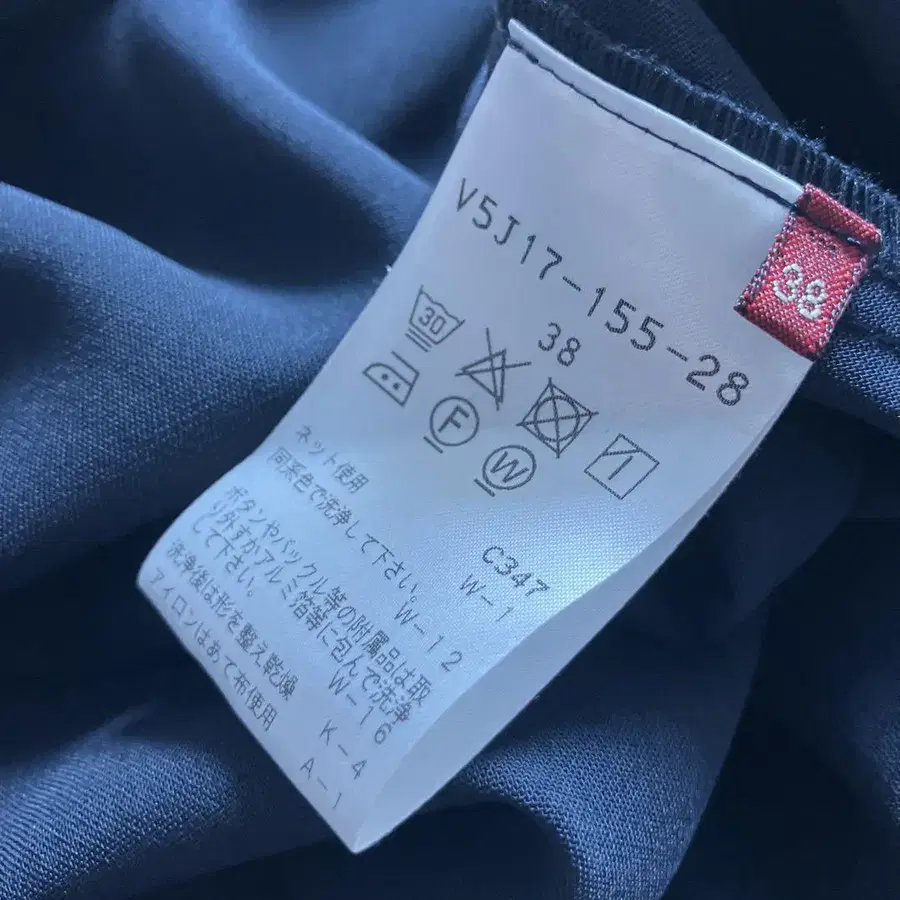 V5J17-155-28
38
38
30
1
F
W
C347
ネット使用 W-1
同系色で洗浄して下さい。 W-12
ボタンやバックル等の附属品は取
り外すかアルミ箔等に包んで洗浄
して下さい。 W-16
洗浄後は形を整え乾燥 K-4
アイロンはあて布使用 A-1